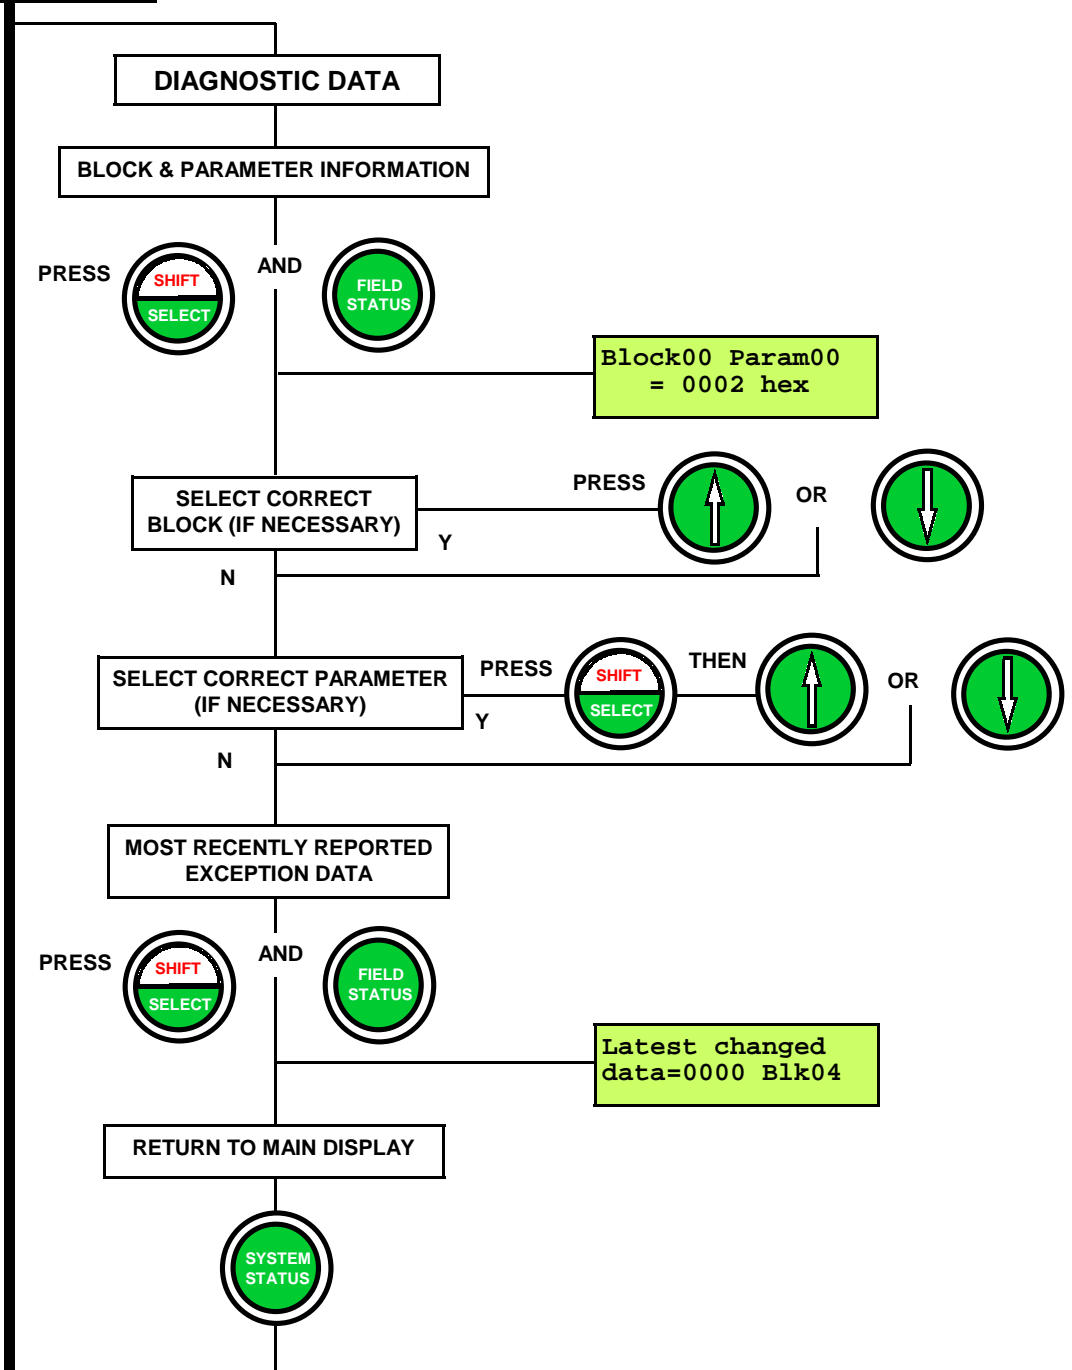 DIAGNOSTIC DATA
BLOCK & PARAMETER INFORMATION
PRESS
SHIFT
SELECT
AND
FIELD
STATUS
Block00 Param00
= 0002 hex
SELECT CORRECT
BLOCK (IF NECESSARY)
PRESS
OR
Y
N
SELECT CORRECT PARAMETER
(IF NECESSARY)
PRESS
SHIFT
SELECT
THEN
OR
Y
N
MOST RECENTLY REPORTED
EXCEPTION DATA
PRESS
SHIFT
SELECT
AND
FIELD
STATUS
Latest changed
data=0000 Blk04
RETURN TO MAIN DISPLAY
SYSTEM
STATUS